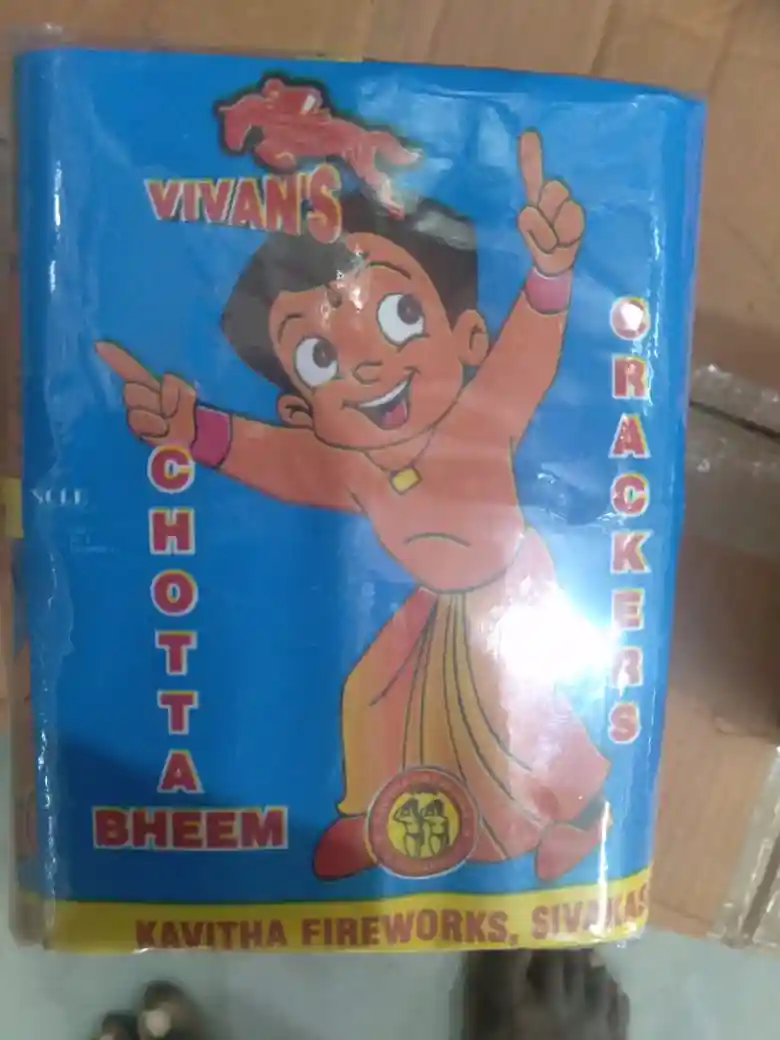 VIVAN'S
CHOTTA
BHEEM
CRACKERS
KAVITHA FIREWORKS, SIVAKAS